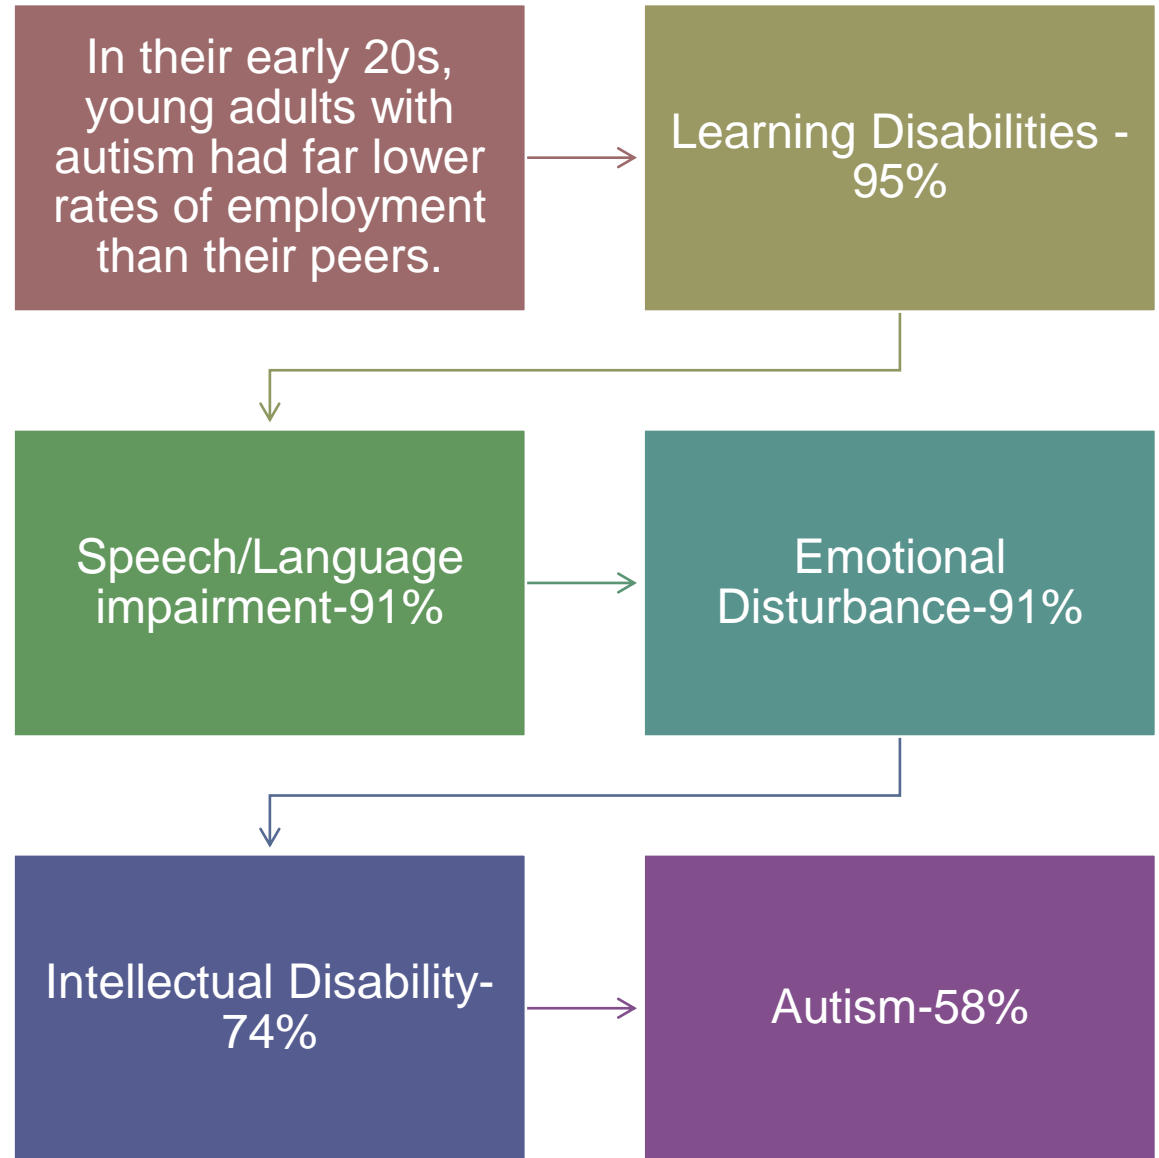 In their early 20s,
young adults with
autism had far lower
rates of employment
than their peers.
Learning Disabilities -
95%
Speech/Language
impairment-91%
Emotional
Disturbance-91%
Intellectual Disability-
74%
Autism-58%